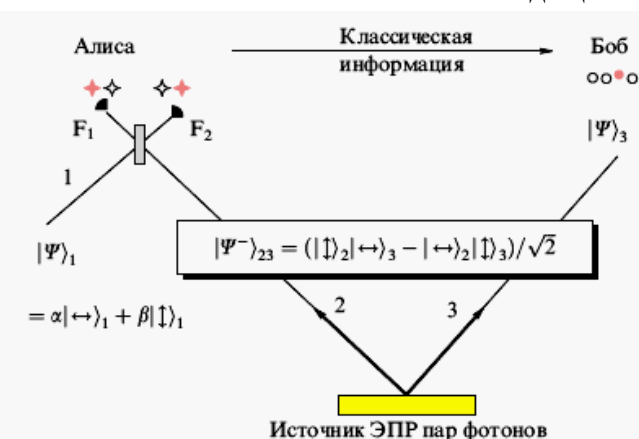 Алиса
Классическая
информация
Боб
F₁
F₂
|Ψ⟩₃
1
|Ψ⟩₁
= α|↔⟩₁ + β|↕⟩₁
|Ψ⁻⟩₂₃ = (|↕⟩₂|↔⟩₃ − |↔⟩₂|↕⟩₃)/√2
2
3
Источник ЭПР пар фотонов